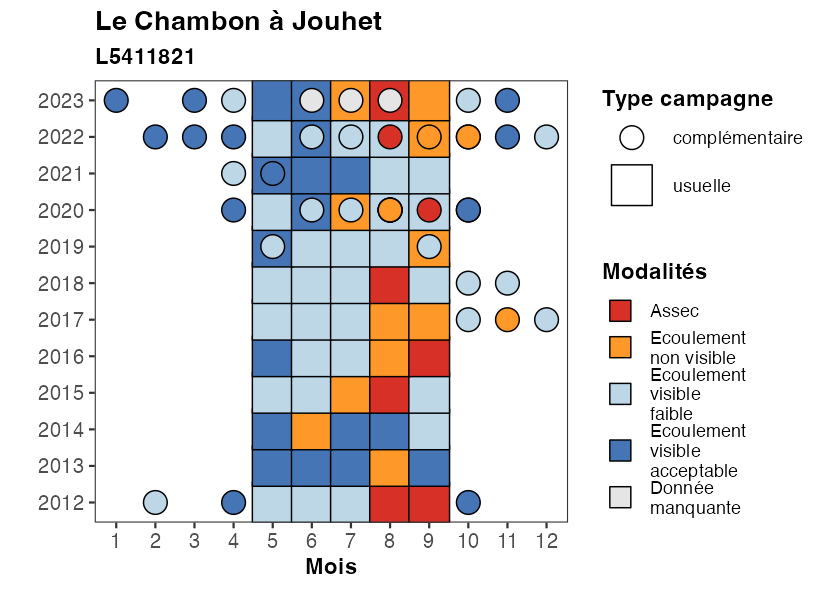 Le Chambon à Jouhet
L5411821
2023
2022
2021
2020
2019
2018
2017
2016
2015
2014
2013
2012
1 2 3 4 5 6 7 8 9 10 11 12
Mois
Type campagne
complémentaire
usuelle
Modalités
Assec
Ecoulement
non visible
Ecoulement
visible
faible
Ecoulement
visible
acceptable
Donnée
manquante